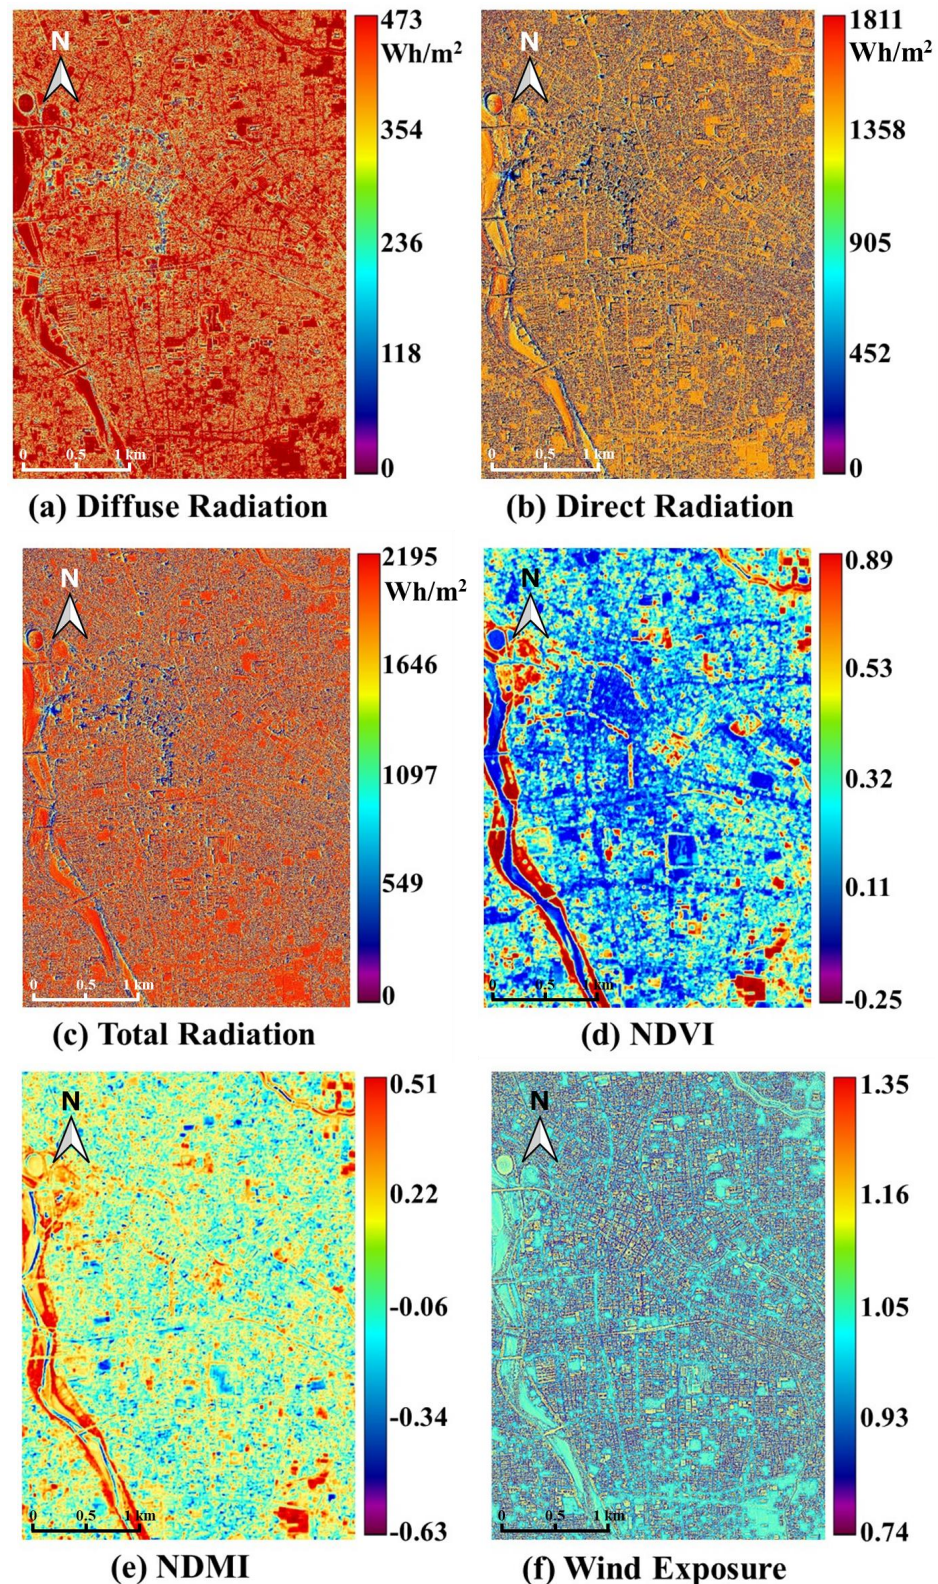 473
Wh/m²
N
354
236
118
0 0.5 1 km
0
(a) Diffuse Radiation
1811
Wh/m²
N
1358
905
452
0 0.5 1 km
0
(b) Direct Radiation
2195
Wh/m²
N
1646
1097
549
0 0.5 1 km
0
(c) Total Radiation
0.89
N
0.53
0.32
0.11
0 0.5 1 km
-0.25
(d) NDVI
0.51
N
0.22
-0.06
-0.34
0 0.5 1 km
-0.63
(e) NDMI
1.35
N
1.16
1.05
0.93
0 0.5 1 km
0.74
(f) Wind Exposure